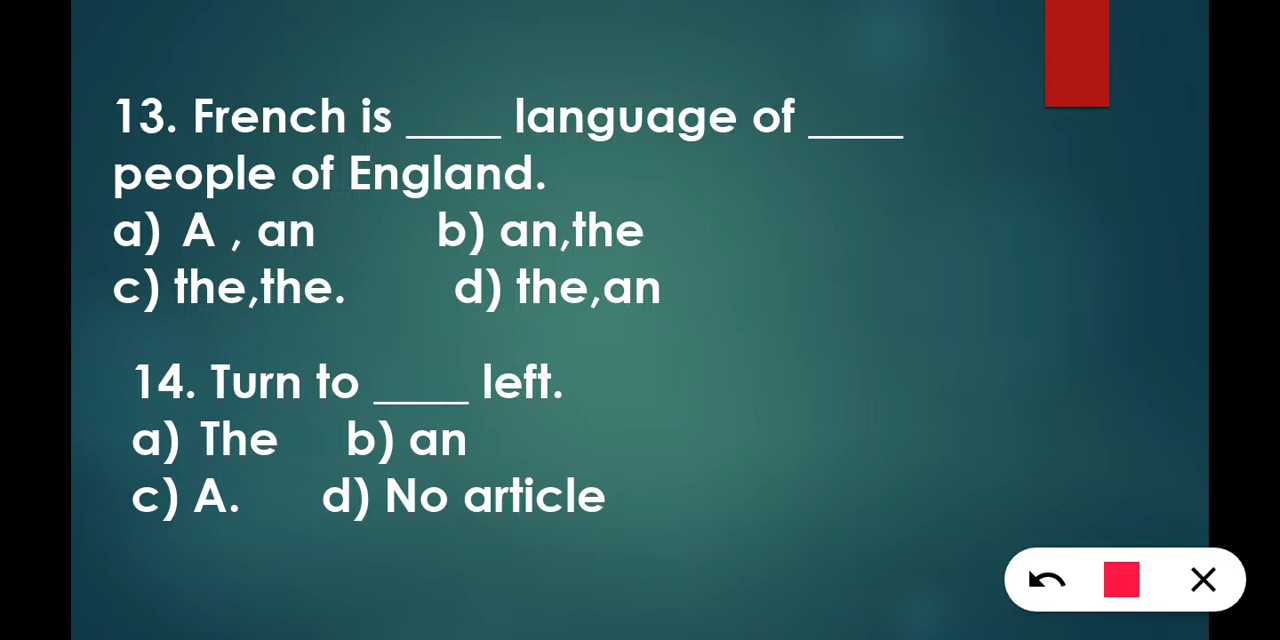 13. French is ____ language of ____
people of England.
a) A , an b) an,the
c) the,the. d) the,an
14. Turn to ____ left.
a) The b) an
c) A. d) No article